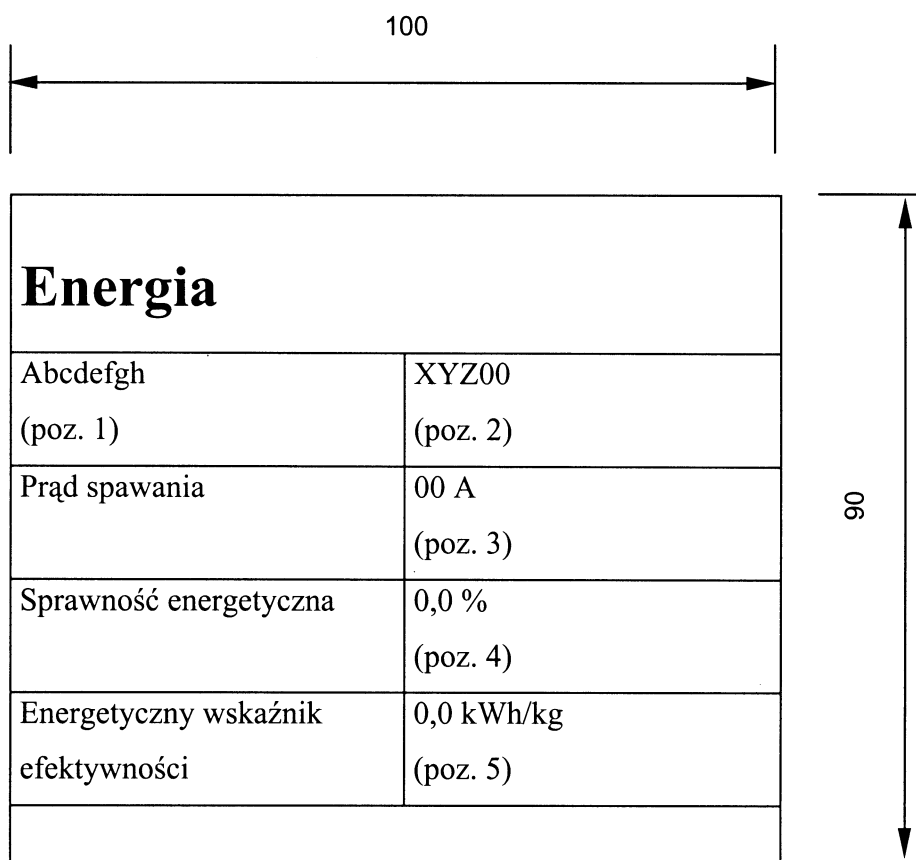 100
Energia
Abcdefgh
(poz. 1)
XYZ00
(poz. 2)
Prąd spawania
00 A
(poz. 3)
Sprawność energetyczna
0,0 %
(poz. 4)
Energetyczny wskaźnik
efektywności
0,0 kWh/kg
(poz. 5)
90